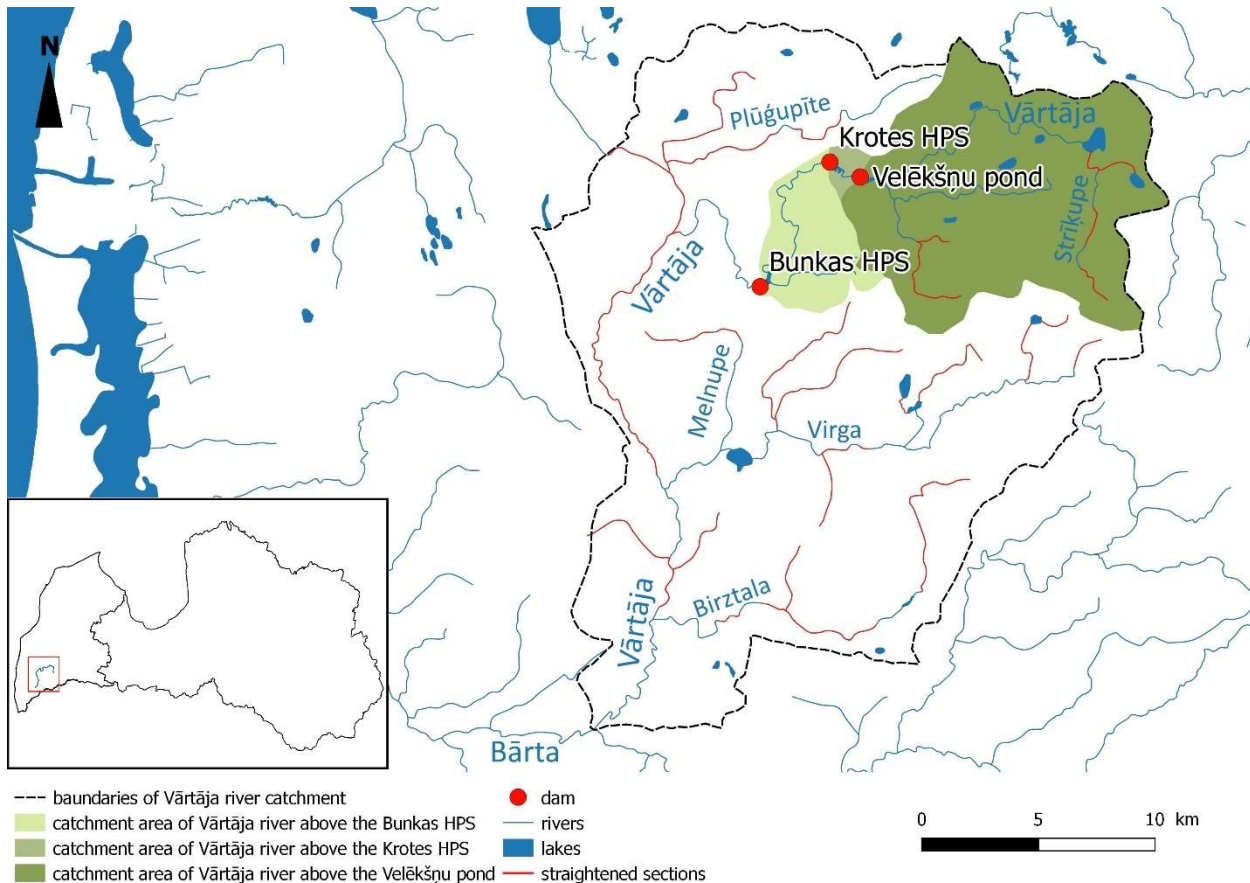 N
Plūģupīte
Vārtāja
Krotes HPS
Velēkšņu pond
Strīķupe
Vārtāja
Bunkas HPS
Melnupe
Virga
Vārtāja
Birztala
Bārta
baundaries of Vārtāja river catchment
catchment area of Vārtāja river above the Bunkas HPS
catchment area of Vārtāja river above the Krotes HPS
catchment area of Vārtāja river above the Velēkšņu pond
dam
rivers
lakes
straightened sections
0 5 10 km